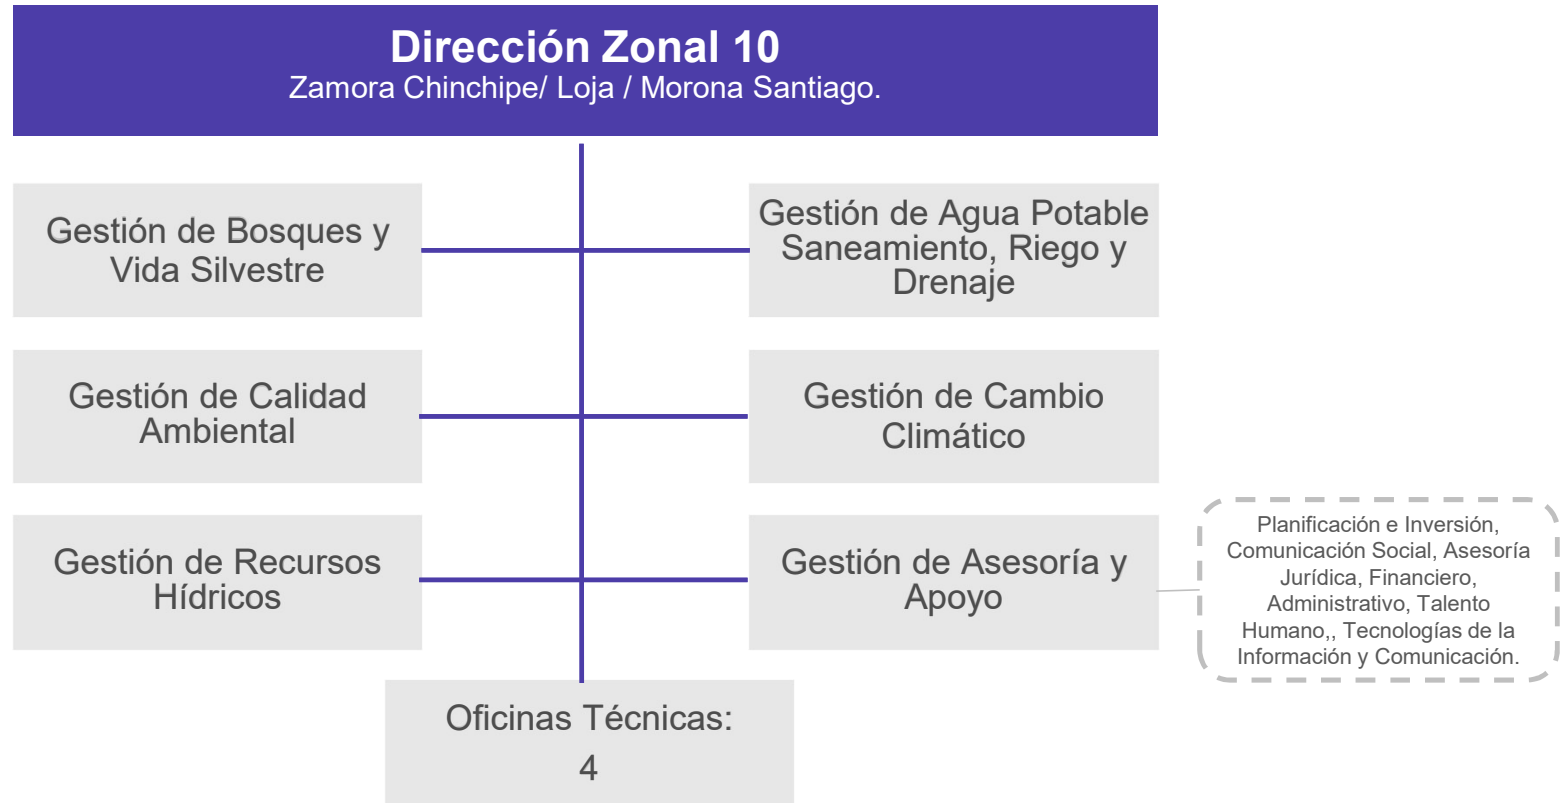 Dirección Zonal 10
Zamora Chinchipe/ Loja / Morona Santiago.
Gestión de Bosques y
Vida Silvestre
Gestión de Agua Potable
Saneamiento, Riego y
Drenaje
Gestión de Calidad
Ambiental
Gestión de Cambio
Climático
Gestión de Recursos
Hídricos
Gestión de Asesoría y
Apoyo
Planificación e Inversión,
Comunicación Social, Asesoría
Jurídica, Financiero,
Administrativo, Talento
Humano,, Tecnologías de la
Información y Comunicación.
Oficinas Técnicas:
4